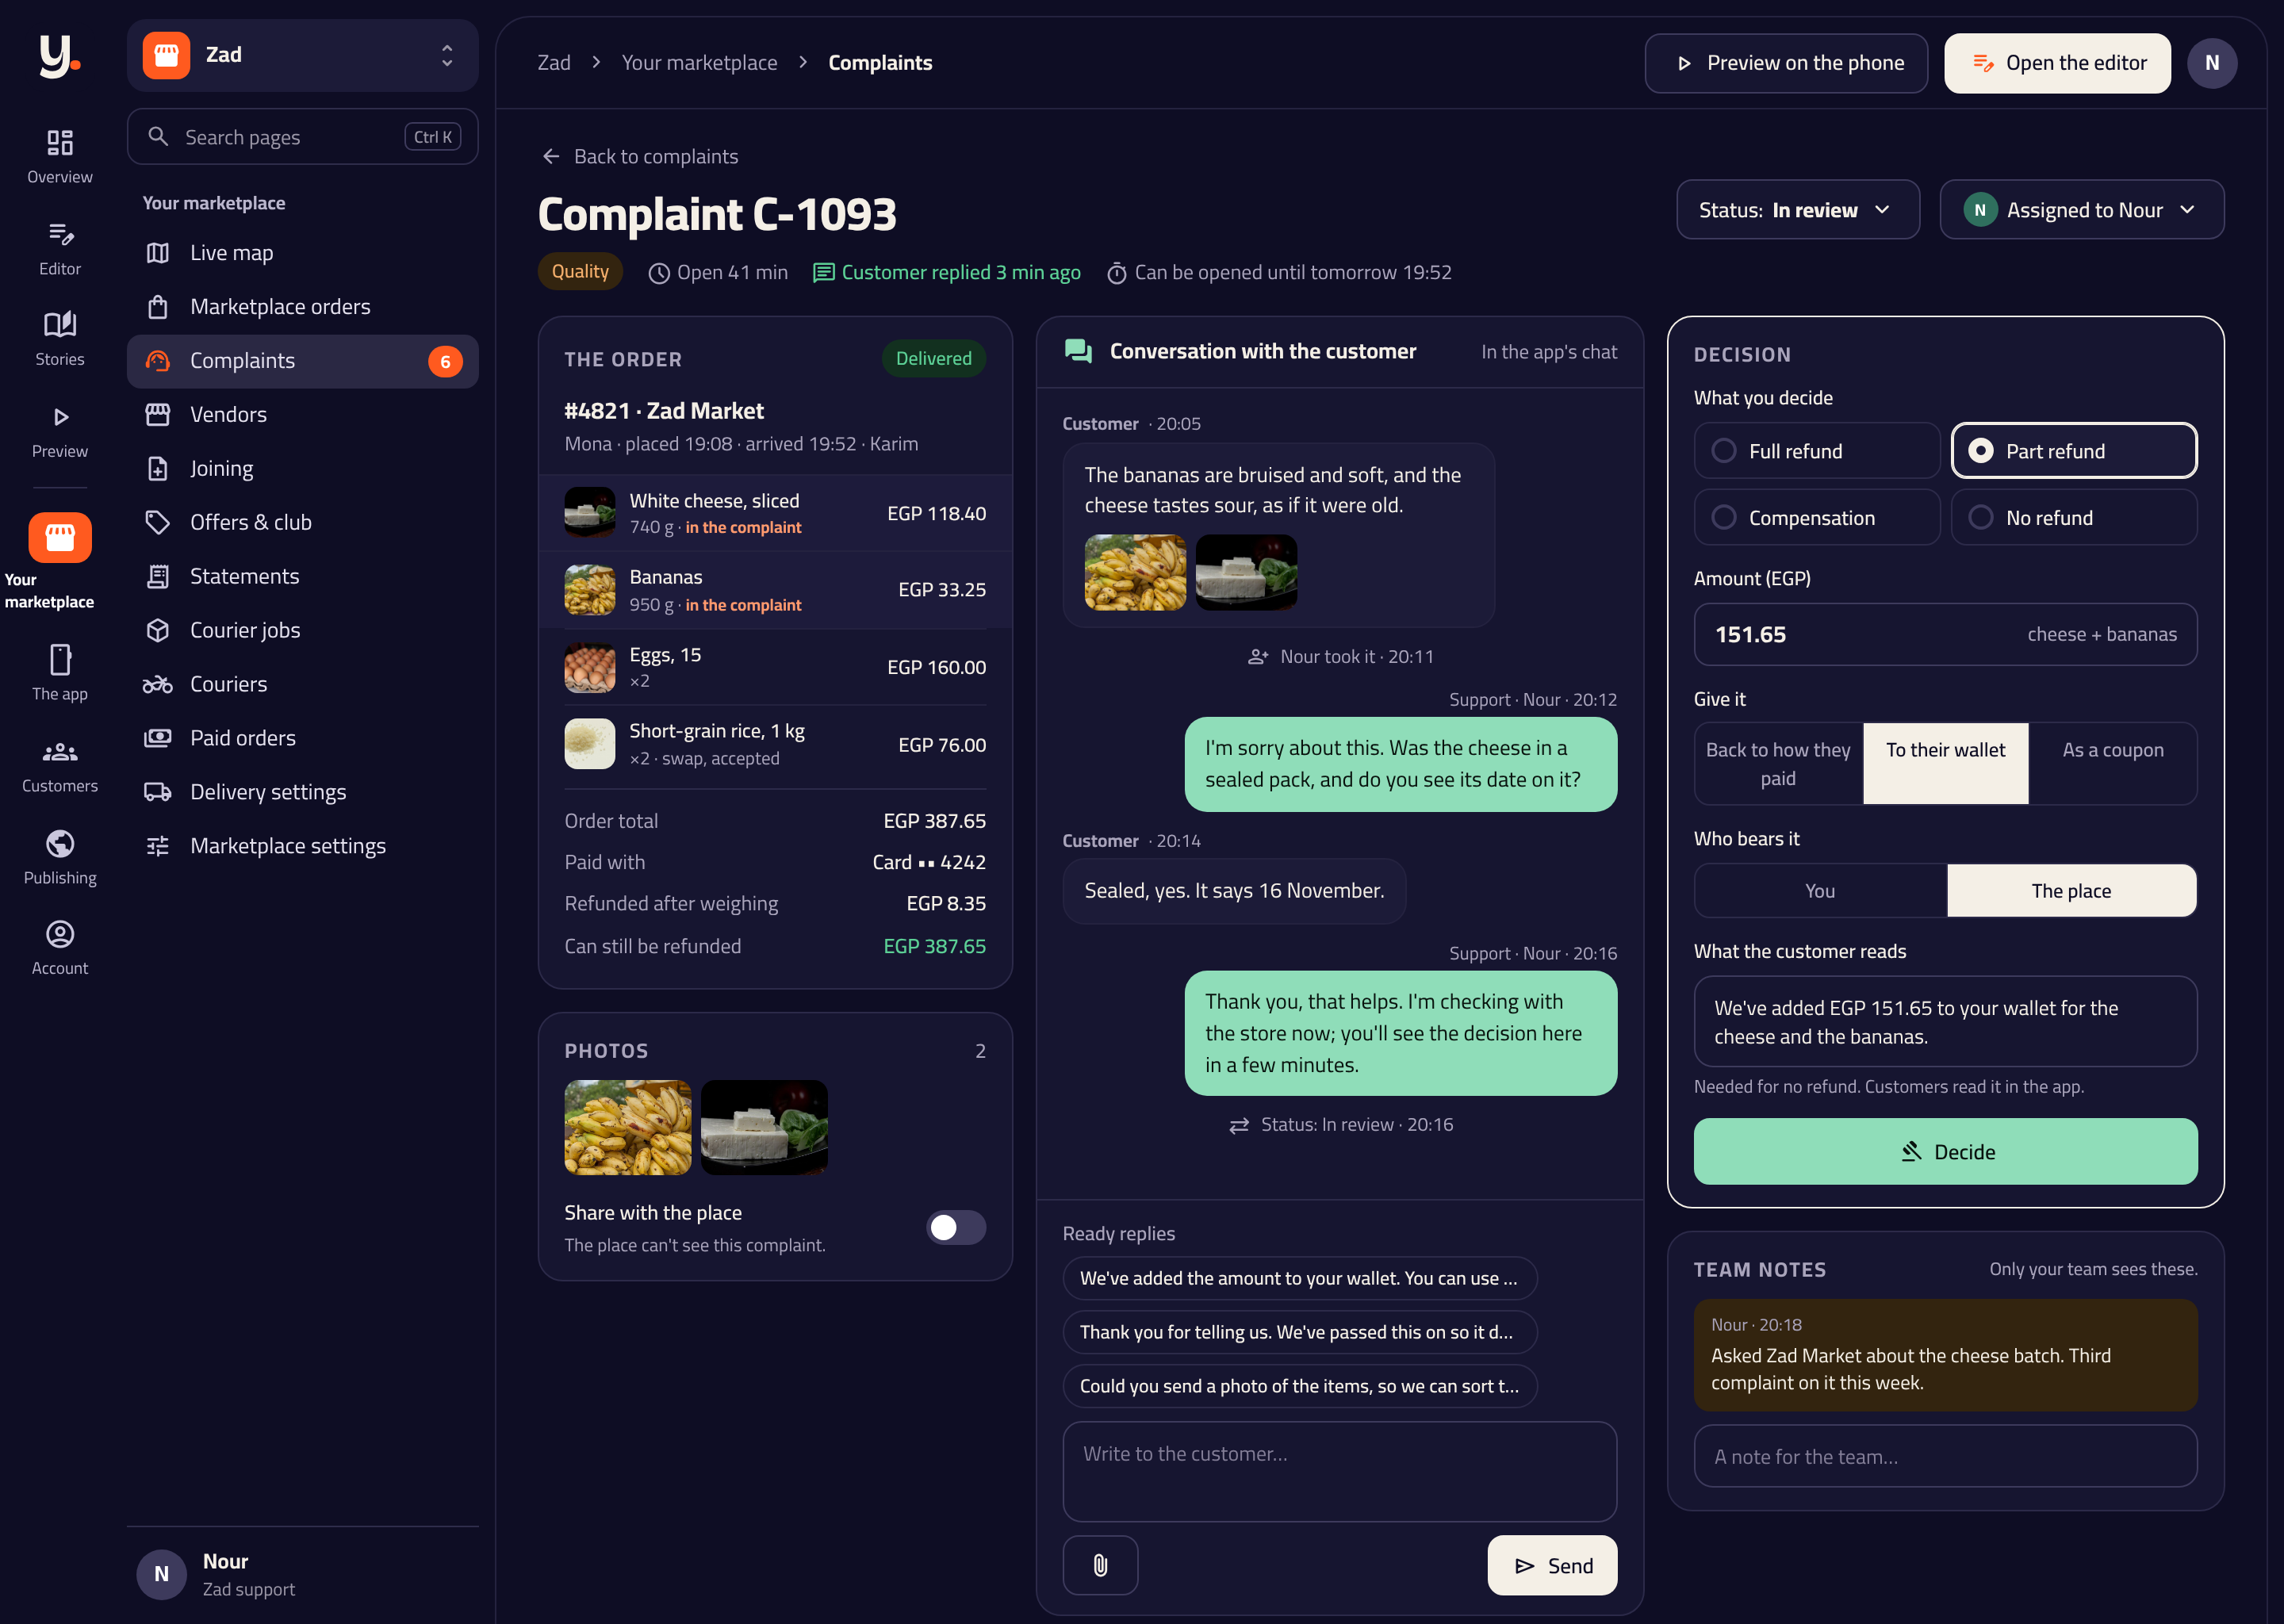 y.
Overview
Editor
Stories
Preview
Your
marketplace
The app
Customers
Publishing
Account
Zad
Search pages
Ctrl K
Your marketplace
Live map
Marketplace orders
Complaints
6
Vendors
Joining
Offers & club
Statements
Courier jobs
Couriers
Paid orders
Delivery settings
Marketplace settings
N
Nour
Zad support
Zad > Your marketplace > Complaints
Preview on the phone
Open the editor
N
Back to complaints
Complaint C-1093
Status: In review
N Assigned to Nour
Quality
Open 41 min
Customer replied 3 min ago
Can be opened until tomorrow 19:52
THE ORDER
Delivered
#4821 · Zad Market
Mona · placed 19:08 · arrived 19:52 · Karim
White cheese, sliced
740 g · in the complaint
EGP 118.40
Bananas
950 g · in the complaint
EGP 33.25
Eggs, 15
×2
EGP 160.00
Short-grain rice, 1 kg
×2 · swap, accepted
EGP 76.00
Order total EGP 387.65
Paid with Card ▪▪ 4242
Refunded after weighing EGP 8.35
Can still be refunded EGP 387.65
PHOTOS
2
Share with the place
The place can't see this complaint.
Conversation with the customer
In the app's chat
Customer · 20:05
The bananas are bruised and soft, and the
cheese tastes sour, as if it were old.
Nour took it · 20:11
Support · Nour · 20:12
I'm sorry about this. Was the cheese in a
sealed pack, and do you see its date on it?
Customer · 20:14
Sealed, yes. It says 16 November.
Support · Nour · 20:16
Thank you, that helps. I'm checking with
the store now; you'll see the decision here
in a few minutes.
Status: In review · 20:16
Ready replies
We've added the amount to your wallet. You can use ...
Thank you for telling us. We've passed this on so it d...
Could you send a photo of the items, so we can sort t...
Write to the customer...
Send
DECISION
What you decide
Full refund
Part refund
Compensation
No refund
Amount (EGP)
151.65
cheese + bananas
Give it
Back to how they
paid
To their wallet
As a coupon
Who bears it
You
The place
What the customer reads
We've added EGP 151.65 to your wallet for the
cheese and the bananas.
Needed for no refund. Customers read it in the app.
Decide
TEAM NOTES
Only your team sees these.
Nour · 20:18
Asked Zad Market about the cheese batch. Third
complaint on it this week.
A note for the team...